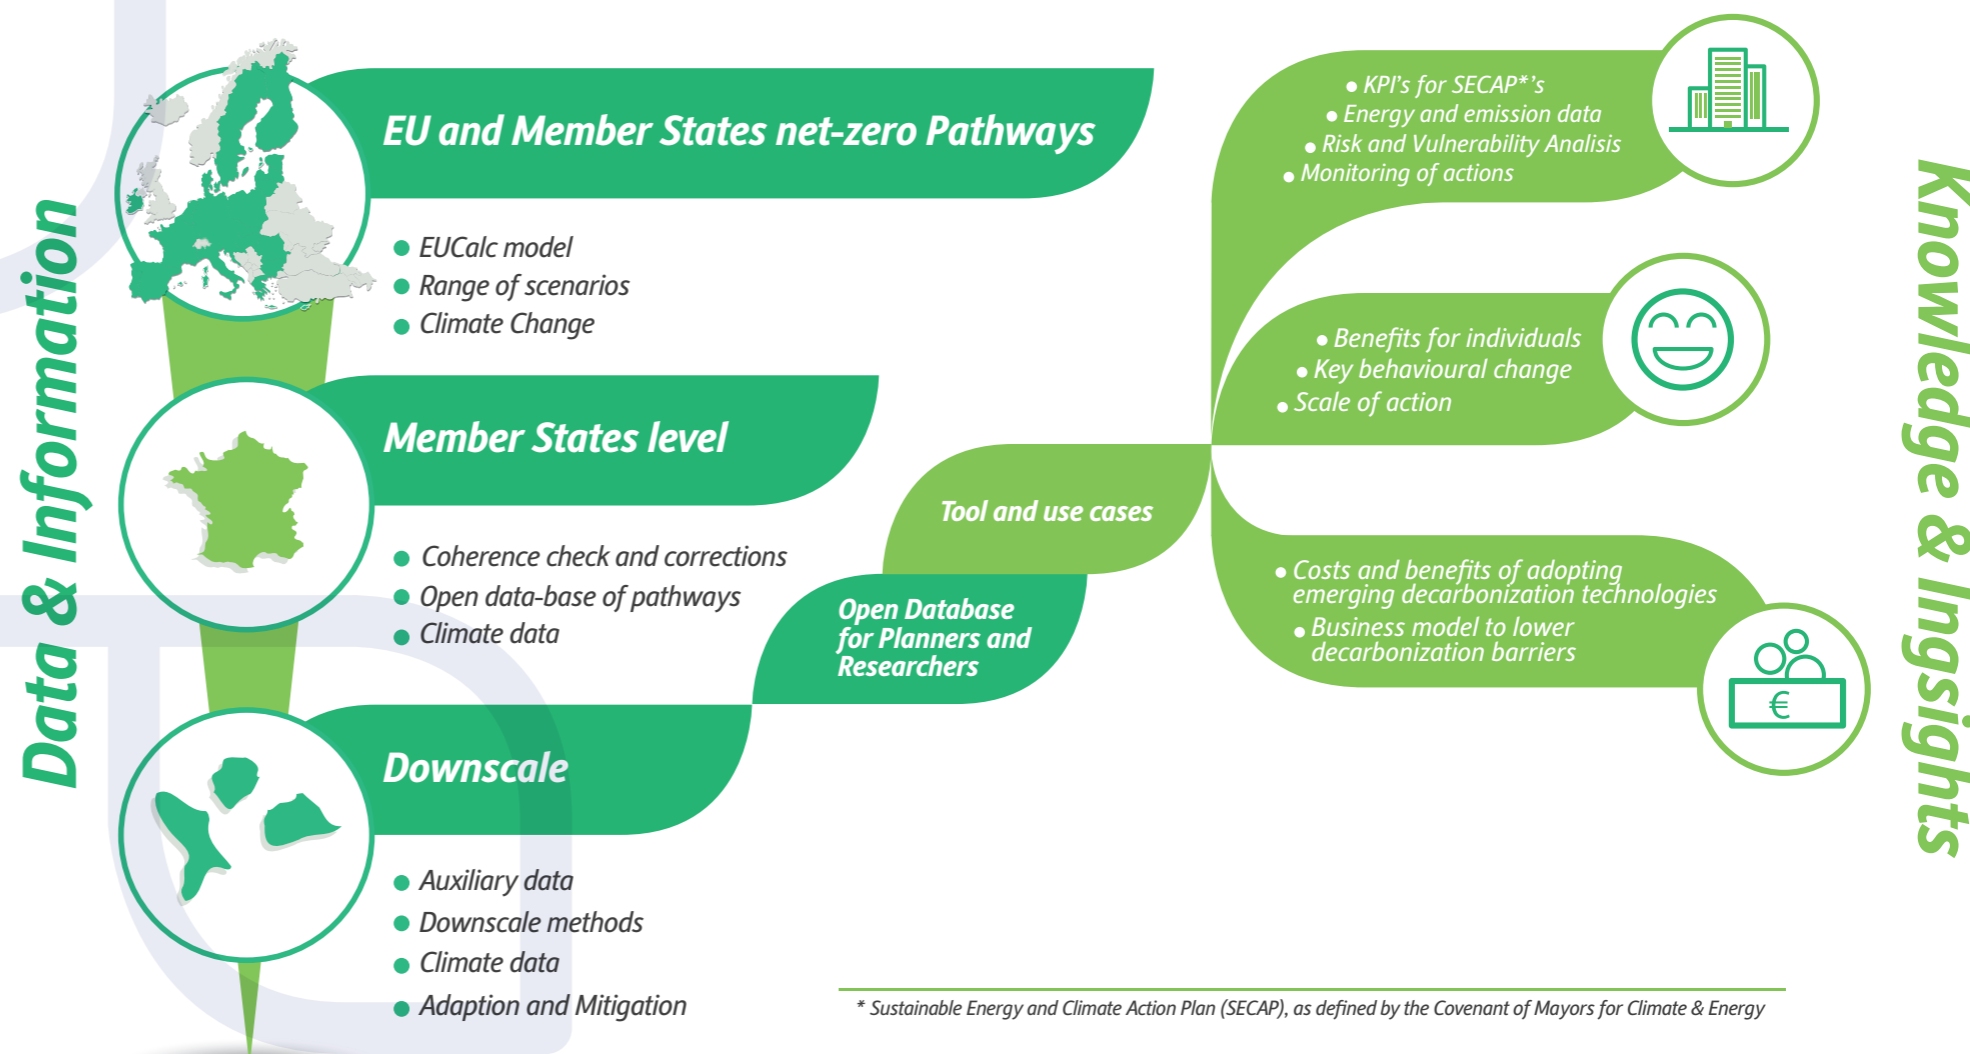 Data & Information
EU and Member States net-zero Pathways
EUCalc model
Range of scenarios
Climate Change
Member States level
Coherence check and corrections
Open data-base of pathways
Climate data
Downscale
Auxiliary data
Downscale methods
Climate data
Adaption and Mitigation
Open Database
for Planners and
Researchers
Tool and use cases
KPI's for SECAP*'s
Energy and emission data
Risk and Vulnerability Analisis
Monitoring of actions
Benefits for individuals
Key behavioural change
Scale of action
Costs and benefits of adopting
emerging decarbonization technologies
Business model to lower
decarbonization barriers
€
Knowledge & Ingsights
* Sustainable Energy and Climate Action Plan (SECAP), as defined by the Covenant of Mayors for Climate & Energy